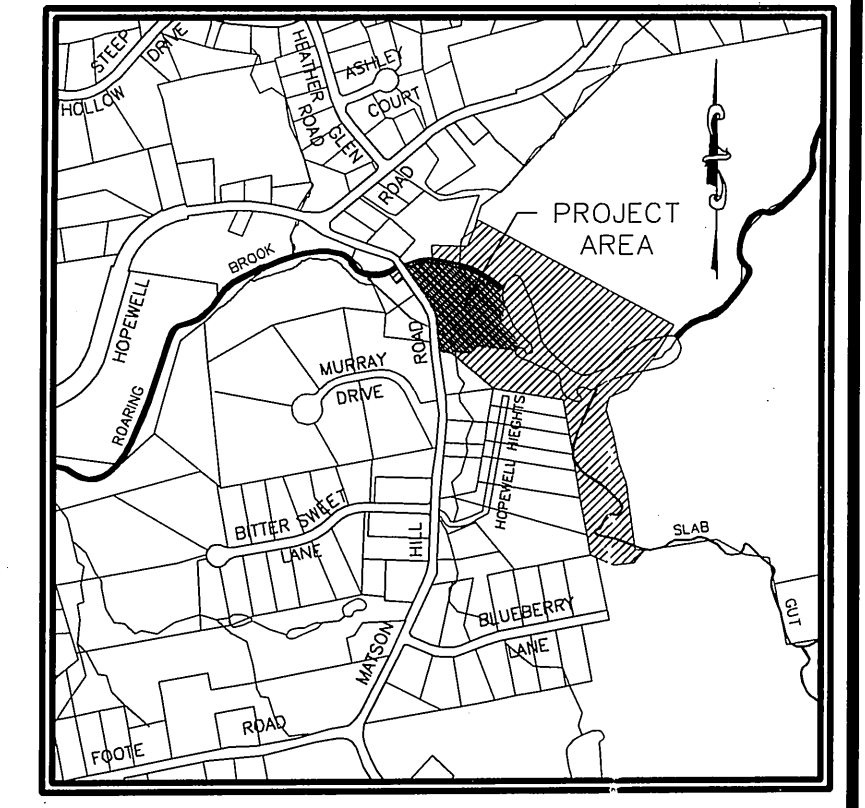 STEEP
HOLLOW
DRIVE
HEATHER
GLEN
ROAD
ASHLEY
COURT
ROAD
PROJECT
AREA
HOPEWELL
ROARING
BROOK
ROAD
MURRAY
DRIVE
HOPEWELL HIEGHTS
BITTER SWEET
LANE
HILL
SLAB
GUT
BLUEBERRY
LANE
MATSON
FOOTE
ROAD